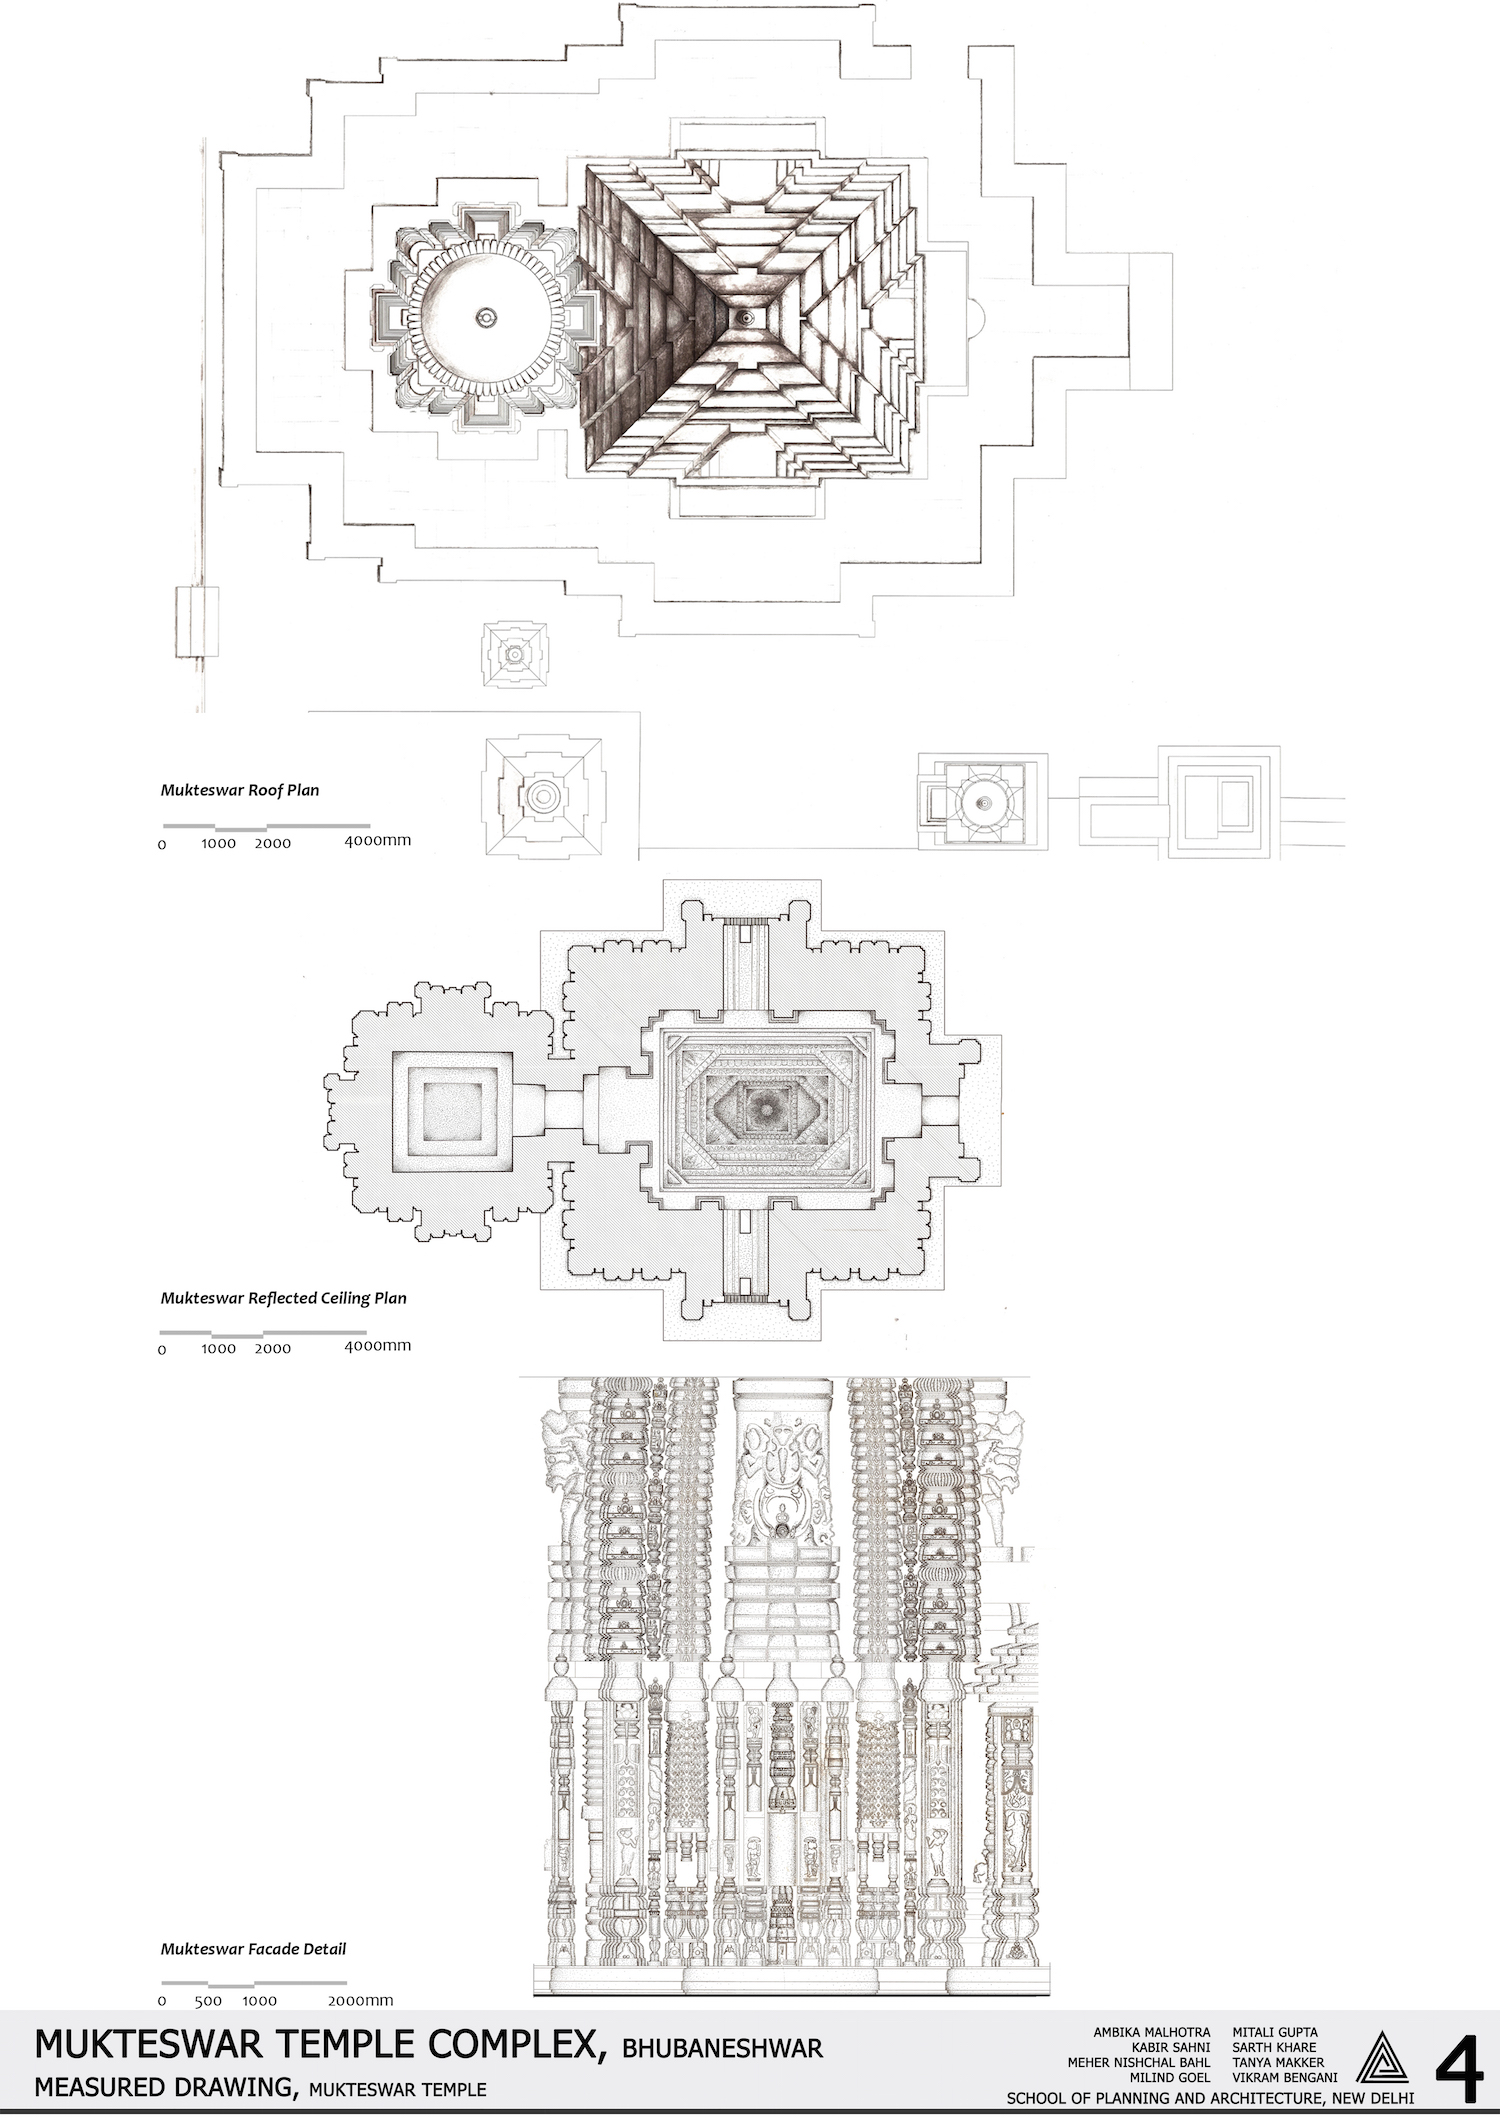 Mukteswar Roof Plan
0 1000 2000 4000mm
Mukteswar Reflected Ceiling Plan
0 1000 2000 4000mm
Mukteswar Facade Detail
0 500 1000 2000mm
MUKTESWAR TEMPLE COMPLEX, BHUBANESHWAR
MEASURED DRAWING, MUKTESWAR TEMPLE
AMBIKA MALHOTRA MITALI GUPTA
KABIR SAHNI SARTH KHARE
MEHER NISHCHAL BAHL TANYA MAKKER
MILIND GOEL VIKRAM BENGANI
SCHOOL OF PLANNING AND ARCHITECTURE, NEW DELHI
4